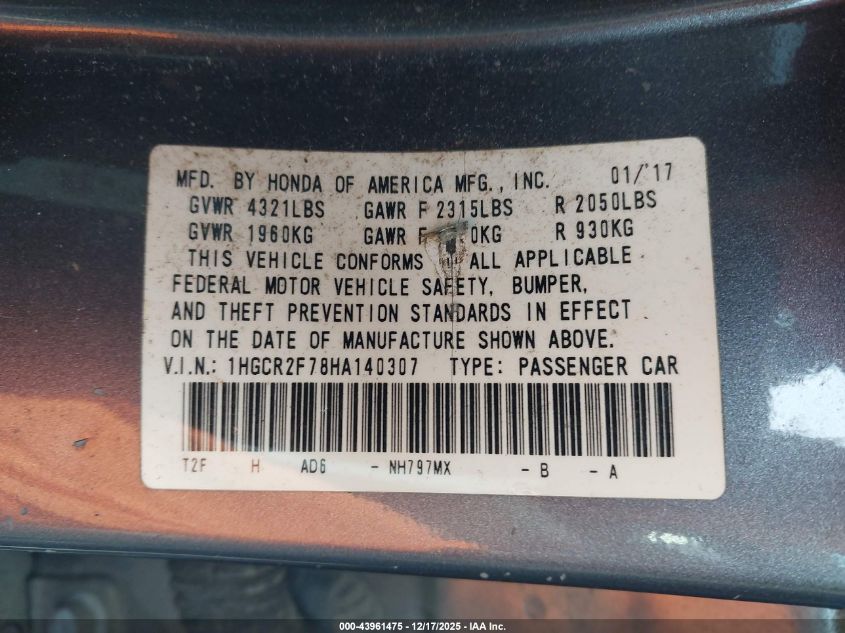 MFD. BY HONDA OF AMERICA MFG., INC. 01/'17
GVWR 4321LBS GAWR F 2315LBS R 2050LBS
GVWR 1960KG GAWR F 0KG R 930KG
THIS VEHICLE CONFORMS ALL APPLICABLE
FEDERAL MOTOR VEHICLE SAFETY, BUMPER,
AND THEFT PREVENTION STANDARDS IN EFFECT
ON THE DATE OF MANUFACTURE SHOWN ABOVE.
V.I.N.: 1HGCR2F78HA140307 TYPE: PASSENGER CAR
T2F H AD6 - NH797MX - B - A
000-43961475 | 12/17/2025 - IAA Inc.